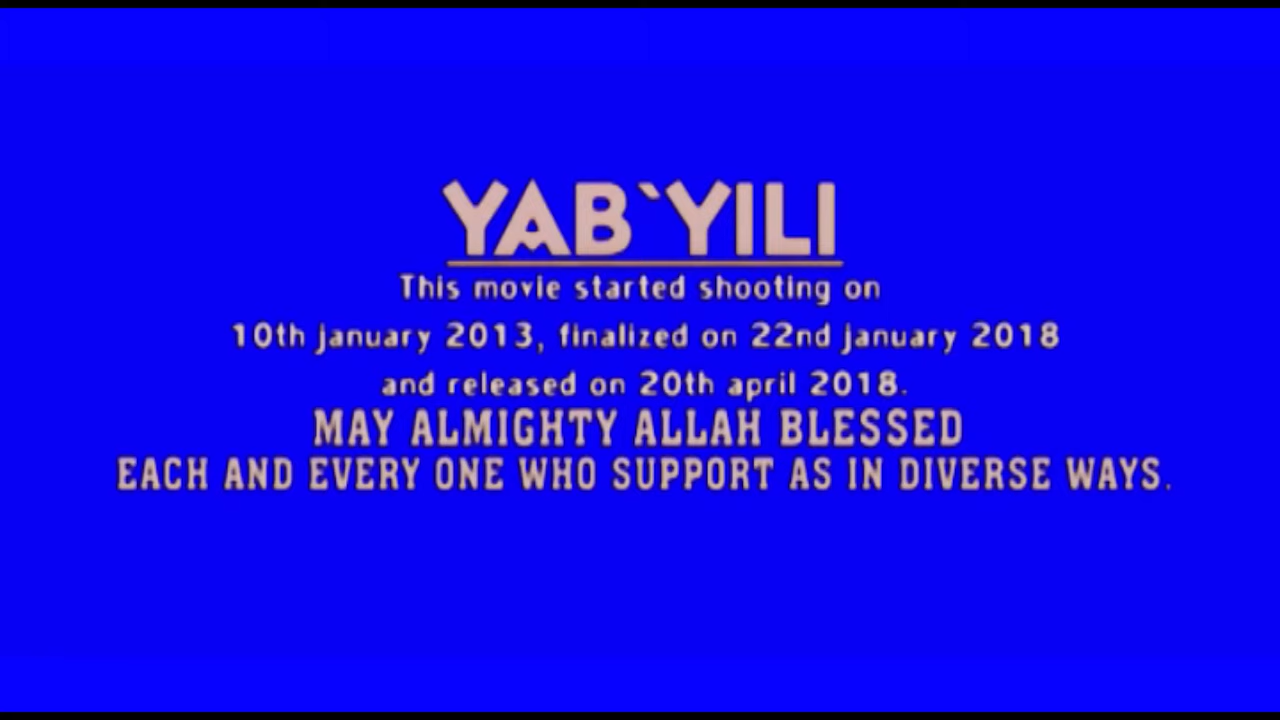 YAB`YILI
This movie started shooting on
10th january 2013, finalized on 22nd january 2018
and released on 20th april 2018.
MAY ALMIGHTY ALLAH BLESSED
EACH AND EVERY ONE WHO SUPPORT AS IN DIVERSE WAYS.